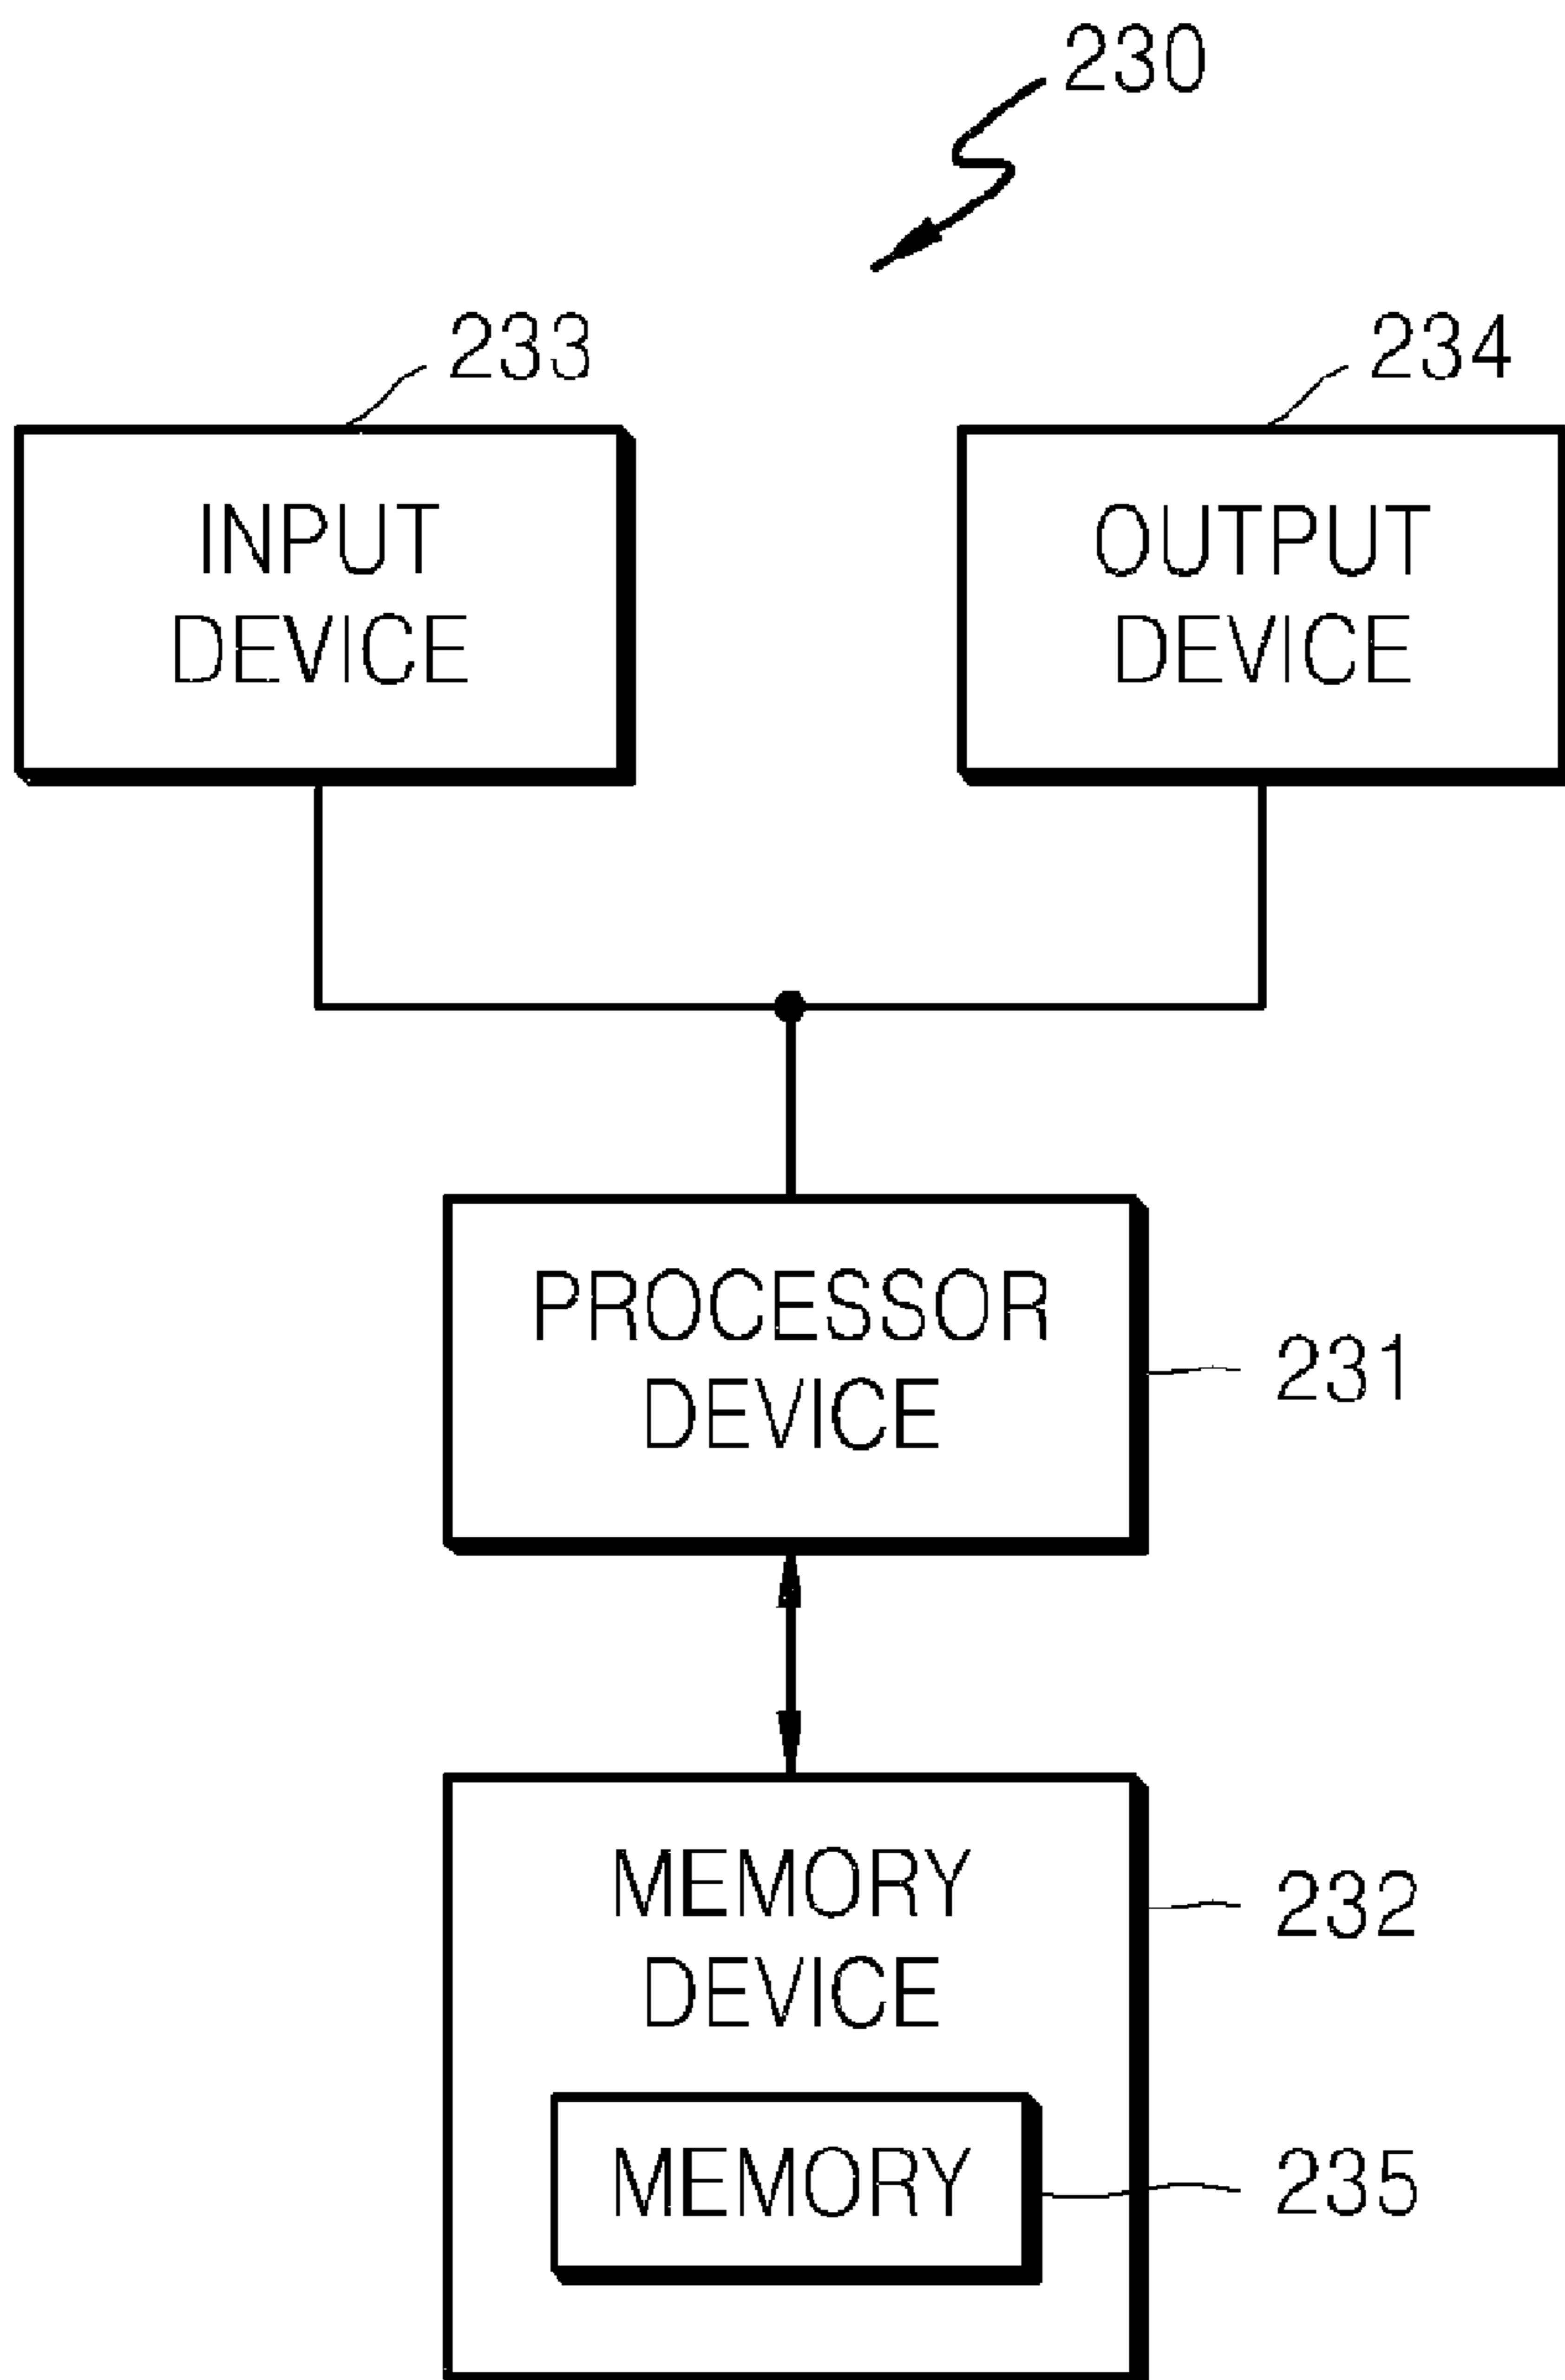 230
233
234
INPUT
DEVICE
OUTPUT
DEVICE
PROCESSOR
DEVICE
231
MEMORY
DEVICE
232
MEMORY
235